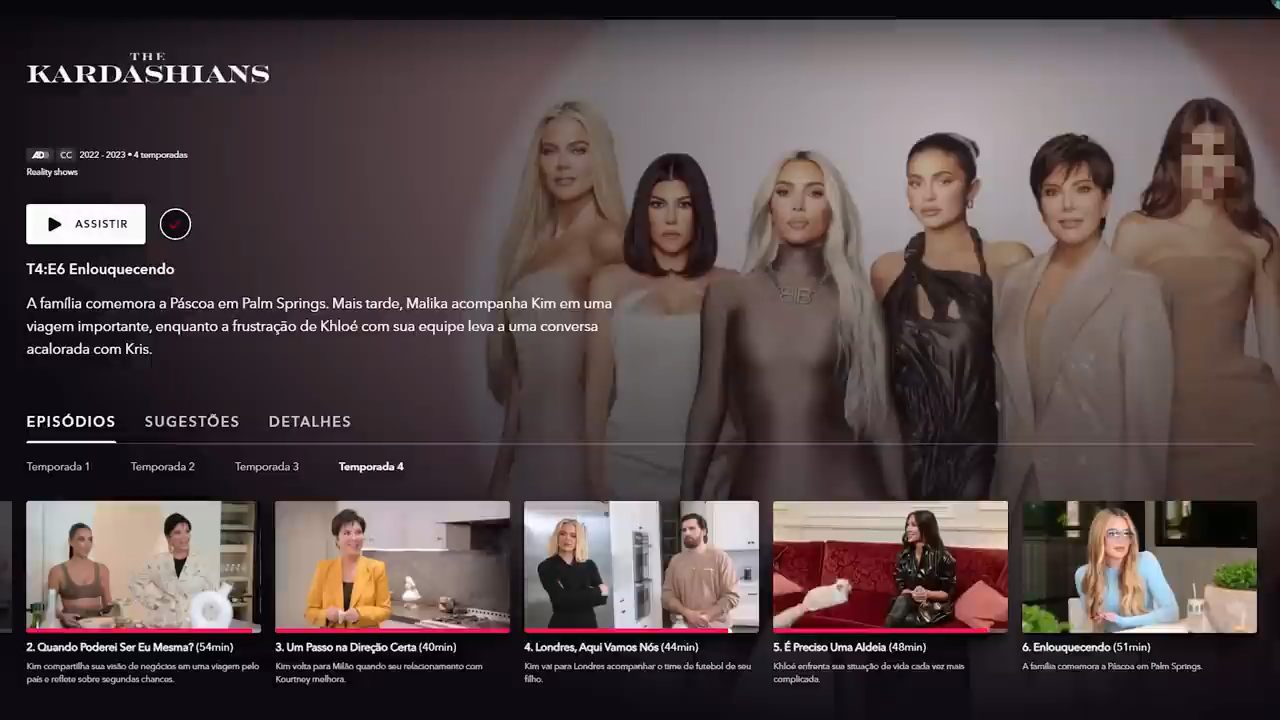 THE
KARDASHIANS
AD CC 2022 - 2023 • 4 temporadas
Reality shows
ASSISTIR
T4:E6 Enlouquecendo
A família comemora a Páscoa em Palm Springs. Mais tarde, Malika acompanha Kim em uma
viagem importante, enquanto a frustração de Khloé com sua equipe leva a uma conversa
acalorada com Kris.
EPISÓDIOS SUGESTÕES DETALHES
Temporada 1 Temporada 2 Temporada 3 Temporada 4
2. Quando Poderei Ser Eu Mesma? (54min)
Kim compartilha sua visão de negócios em uma viagem pelo
país e reflete sobre segundas chances.
3. Um Passo na Direção Certa (40min)
Kim volta para Milão quando seu relacionamento com
Kourtney melhora.
4. Londres, Aqui Vamos Nós (44min)
Kim vai para Londres acompanhar o time de futebol de seu
filho.
5. É Preciso Uma Aldeia (48min)
Khloé enfrenta sua situação de vida cada vez mais
complicada.
6. Enlouquecendo (51min)
A família comemora a Páscoa em Palm Springs.